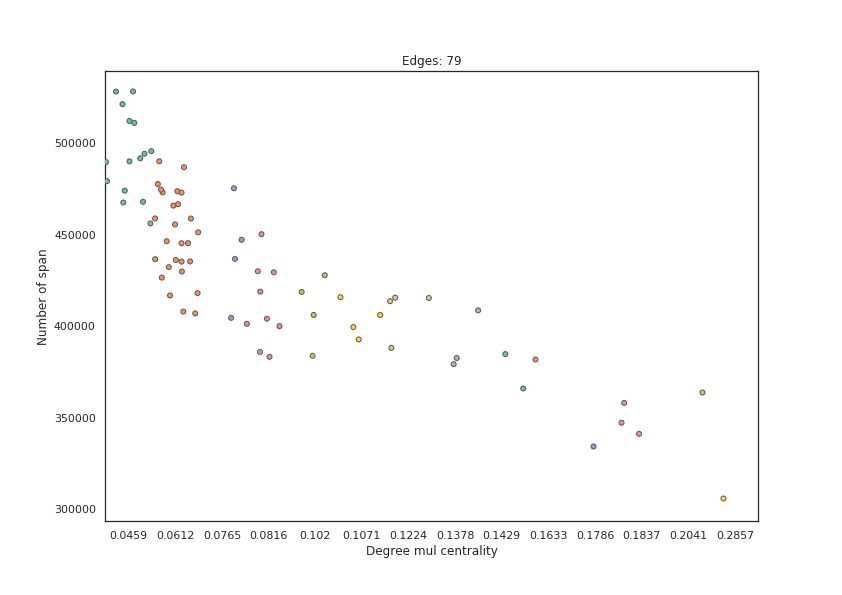 Edges: 79
Number of span
500000
450000
400000
350000
300000
0.0459 0.0612 0.0765 0.0816 0.102 0.1071 0.1224 0.1378 0.1429 0.1633 0.1786 0.1837 0.2041 0.2857
Degree mul centrality